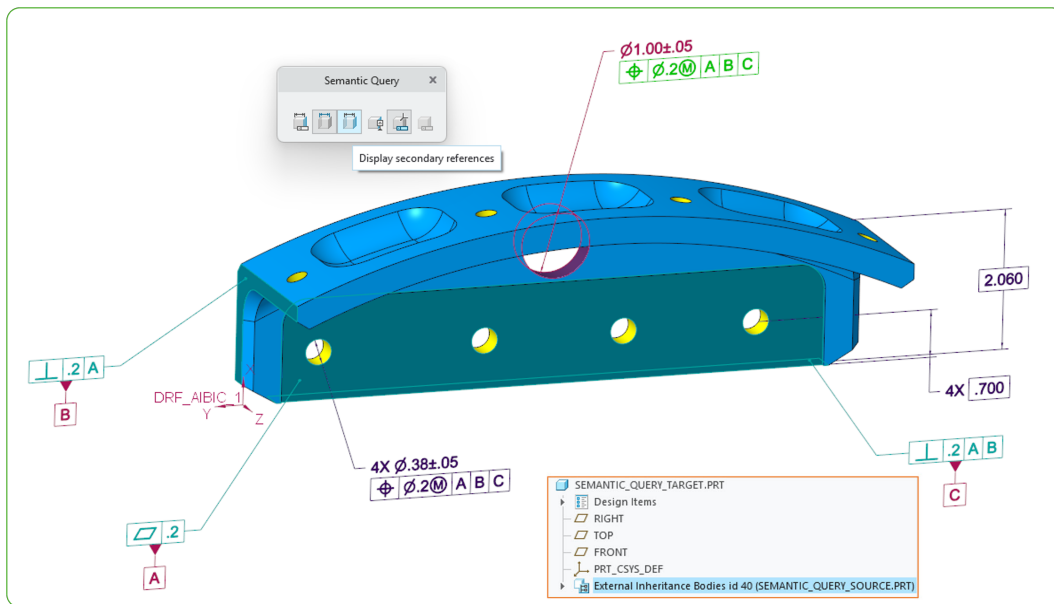 Ø1.00±.05
⌖ Ø.2Ⓜ A B C
Semantic Query ×
Display secondary references
2.060
⟂ .2 A
B
DRF_AIBIC_1
X
Y
Z
4X .700
4X Ø.38±.05
⌖ Ø.2Ⓜ A B C
⟂ .2 A B
C
⏥ .2
A
SEMANTIC_QUERY_TARGET.PRT
Design Items
RIGHT
TOP
FRONT
PRT_CSYS_DEF
External Inheritance Bodies id 40 (SEMANTIC_QUERY_SOURCE.PRT)